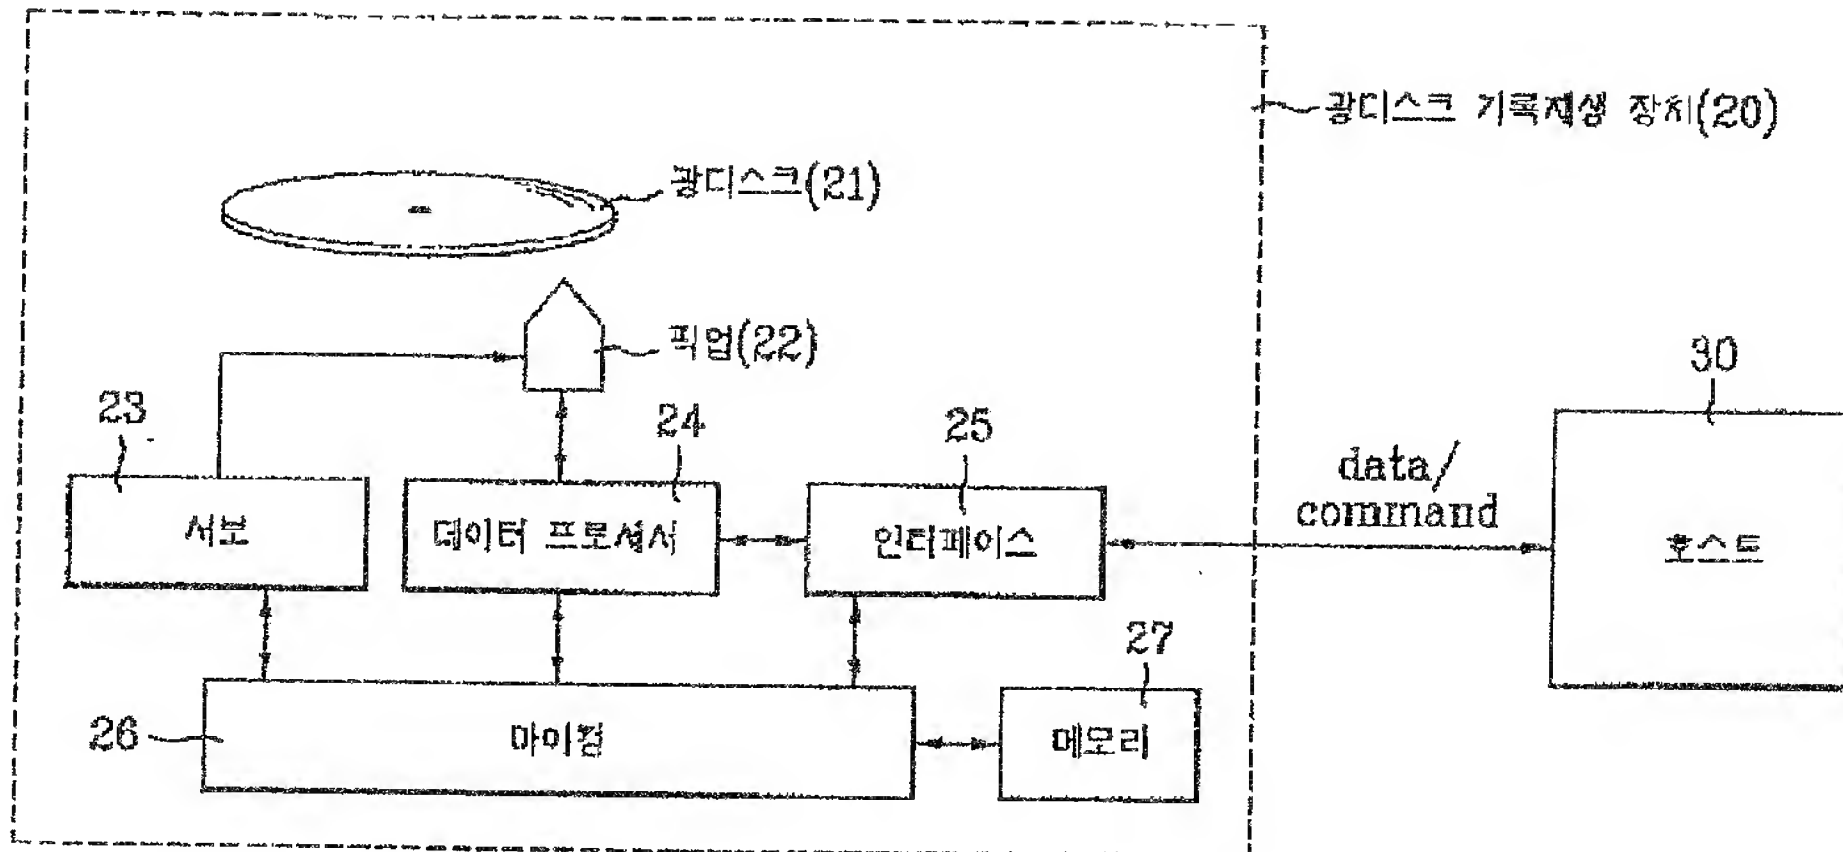 광디스크 기록재생 장치(20)
광디스크(21)
픽업(22)
23
24
25
30
data/
command
서보
데이터 프로세서
인터페이스
호스트
27
26
마이컴
메모리